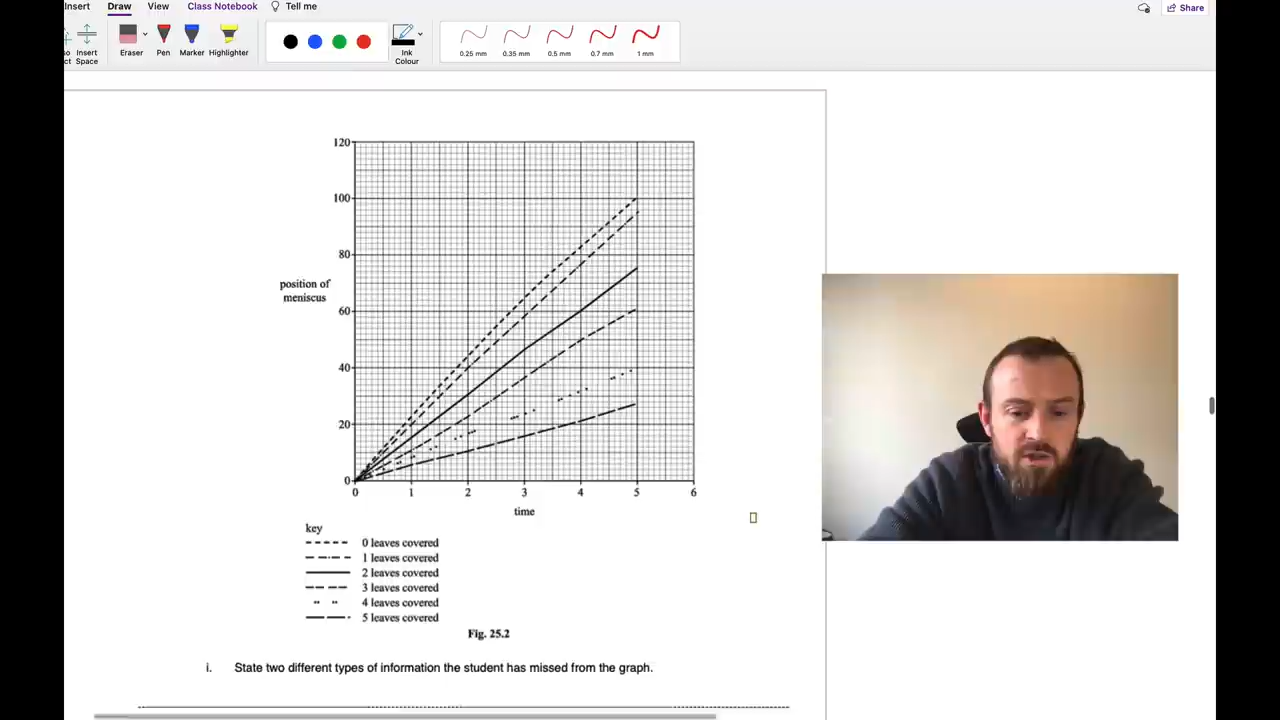 Insert Draw View Class Notebook Tell me
Share
Insert
Space
Eraser Pen Marker Highlighter
Ink
Colour
0.25 mm 0.35 mm 0.5 mm 0.7 mm 1 mm
120
100
80
position of
meniscus
60
40
20
0
0 1 2 3 4 5 6
time
key
0 leaves covered
1 leaves covered
2 leaves covered
3 leaves covered
4 leaves covered
5 leaves covered
Fig. 25.2
i. State two different types of information the student has missed from the graph.